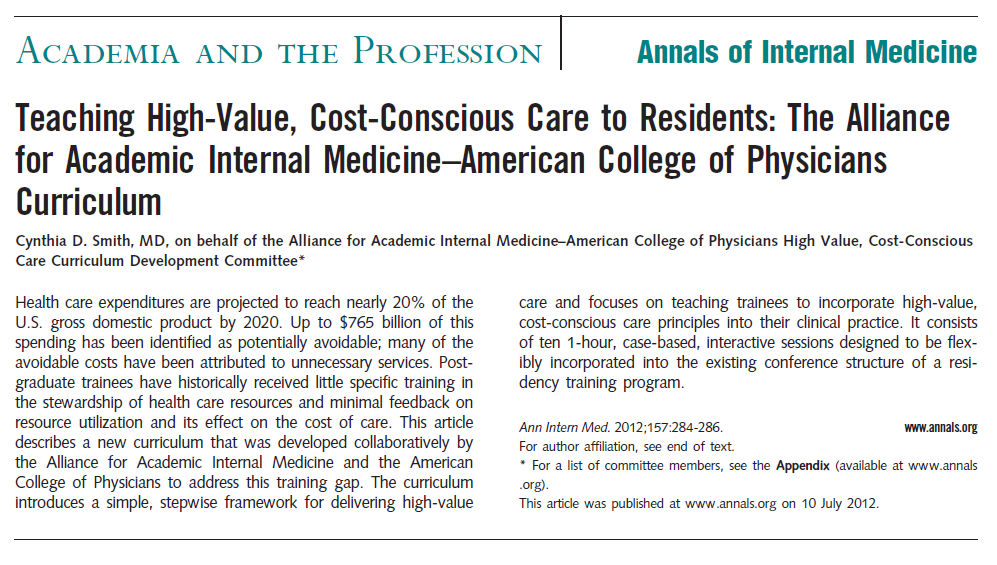 ACADEMIA AND THE PROFESSION
Annals of Internal Medicine
Teaching High-Value, Cost-Conscious Care to Residents: The Alliance
for Academic Internal Medicine–American College of Physicians
Curriculum
Cynthia D. Smith, MD, on behalf of the Alliance for Academic Internal Medicine–American College of Physicians High Value, Cost-Conscious
Care Curriculum Development Committee*
Health care expenditures are projected to reach nearly 20% of the
U.S. gross domestic product by 2020. Up to $765 billion of this
spending has been identified as potentially avoidable; many of the
avoidable costs have been attributed to unnecessary services. Post-
graduate trainees have historically received little specific training in
the stewardship of health care resources and minimal feedback on
resource utilization and its effect on the cost of care. This article
describes a new curriculum that was developed collaboratively by
the Alliance for Academic Internal Medicine and the American
College of Physicians to address this training gap. The curriculum
introduces a simple, stepwise framework for delivering high-value
care and focuses on teaching trainees to incorporate high-value,
cost-conscious care principles into their clinical practice. It consists
of ten 1-hour, case-based, interactive sessions designed to be flex-
ibly incorporated into the existing conference structure of a resi-
dency training program.
Ann Intern Med. 2012;157:284-286. www.annals.org
For author affiliation, see end of text.
* For a list of committee members, see the Appendix (available at www.annals
.org).
This article was published at www.annals.org on 10 July 2012.